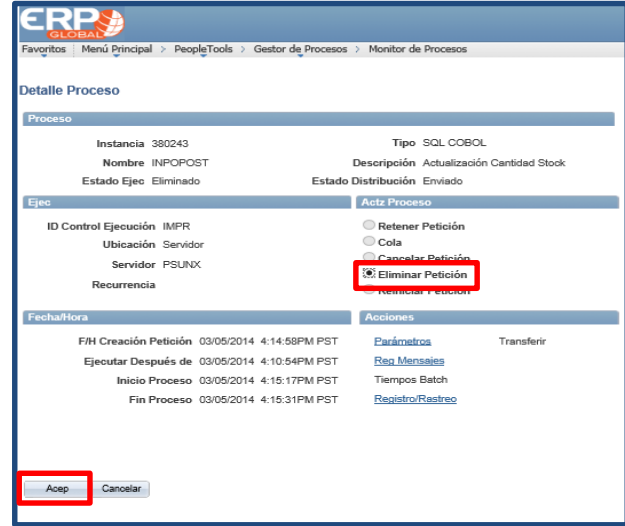 ERP
GLOBAL
Favoritos Menú Principal > PeopleTools > Gestor de Procesos > Monitor de Procesos
Detalle Proceso
Proceso
Instancia 380243 Tipo SQL COBOL
Nombre INPOPOST Descripción Actualización Cantidad Stock
Estado Ejec Eliminado Estado Distribución Enviado
Ejec Actz Proceso
ID Control Ejecución IMPR Retener Petición
Ubicación Servidor Cola
Cancelar Petición
Servidor PSUNX Eliminar Petición
Recurrencia Reiniciar Petición
Fecha/Hora Acciones
F/H Creación Petición 03/05/2014 4:14:58PM PST Parámetros Transferir
Ejecutar Después de 03/05/2014 4:10:54PM PST Reg Mensajes
Inicio Proceso 03/05/2014 4:15:17PM PST Tiempos Batch
Fin Proceso 03/05/2014 4:15:31PM PST Registro/Rastreo
Acep Cancelar